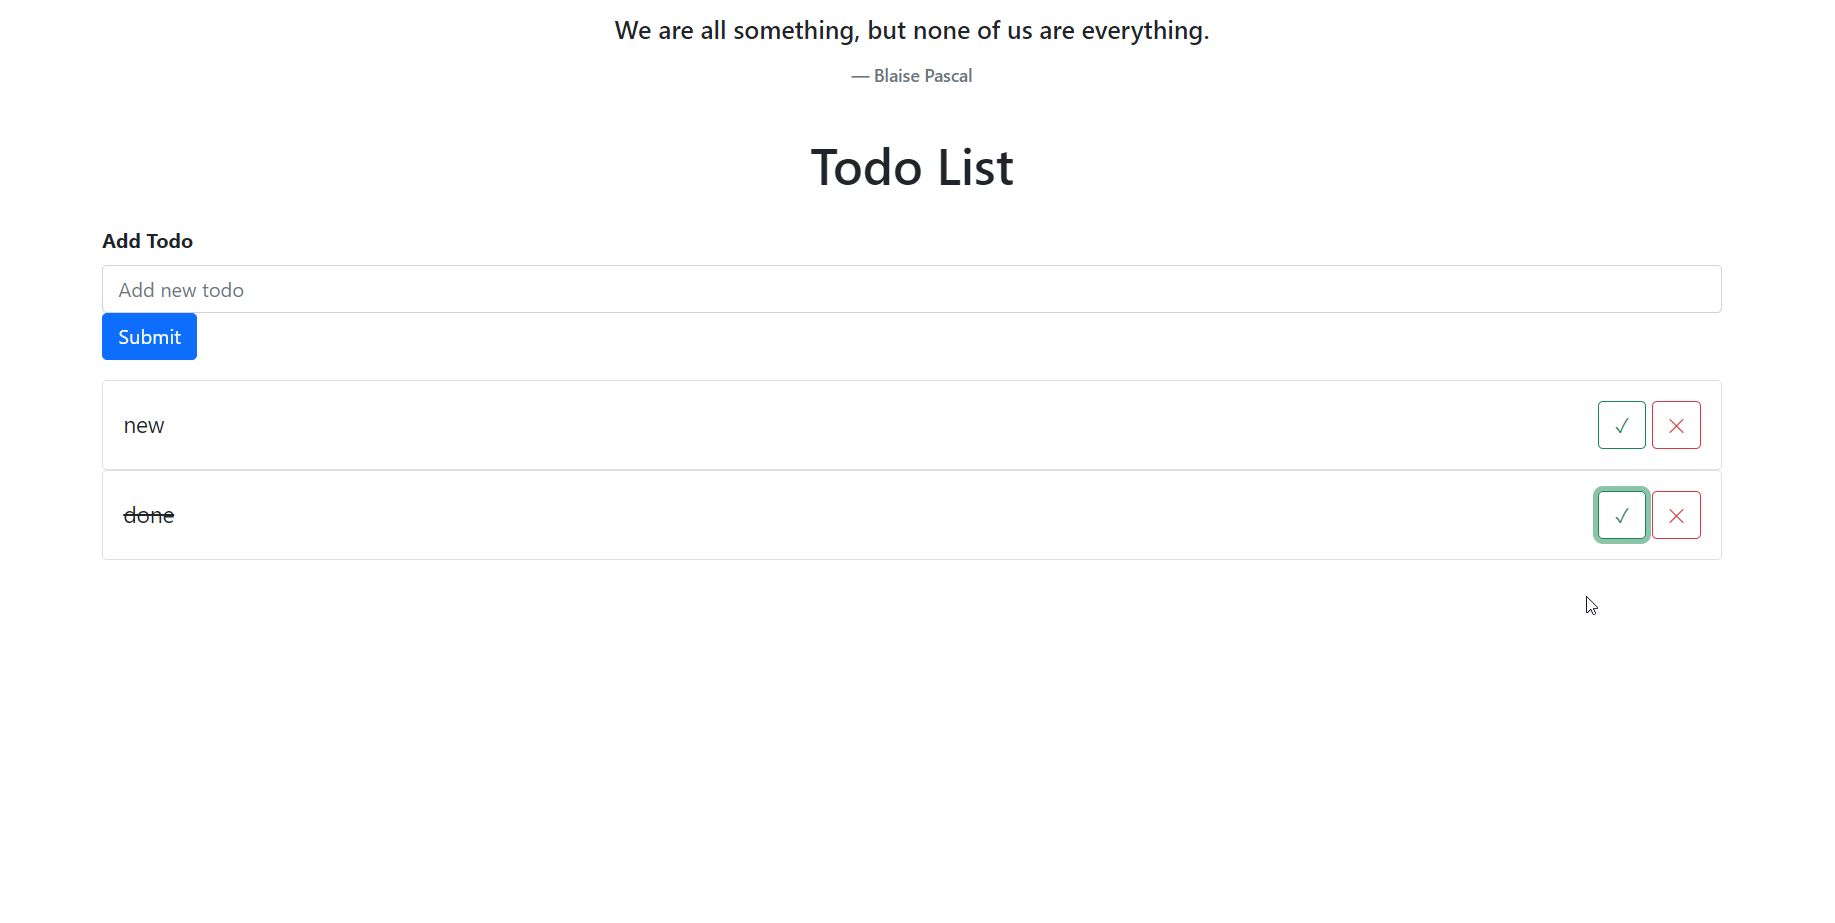 We are all something, but none of us are everything.
— Blaise Pascal
Todo List
Add Todo
Add new todo
Submit
new
✓ ✕
done
✓ ✕